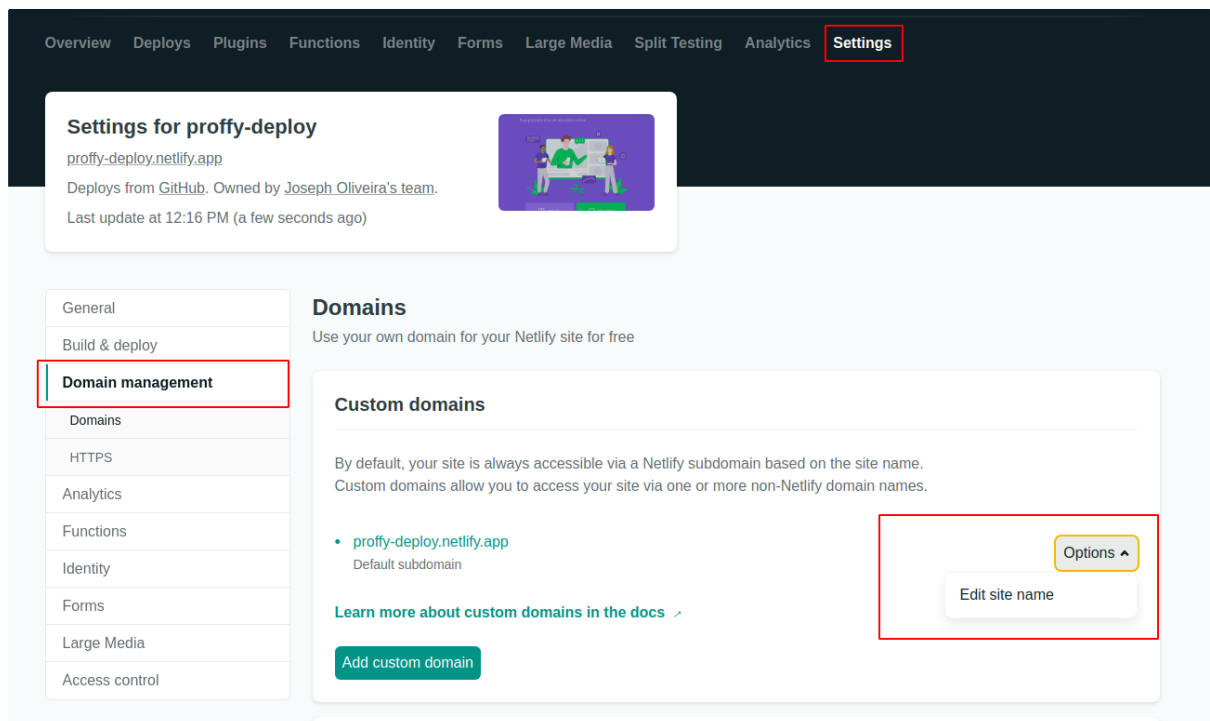 Overview Deploys Plugins Functions Identity Forms Large Media Split Testing Analytics Settings
Settings for proffy-deploy
proffy-deploy.netlify.app
Deploys from GitHub. Owned by Joseph Oliveira's team.
Last update at 12:16 PM (a few seconds ago)
General
Build & deploy
Domain management
Domains
HTTPS
Analytics
Functions
Identity
Forms
Large Media
Access control
Domains
Use your own domain for your Netlify site for free
Custom domains
By default, your site is always accessible via a Netlify subdomain based on the site name.
Custom domains allow you to access your site via one or more non-Netlify domain names.
• proffy-deploy.netlify.app
Default subdomain
Options
Edit site name
Learn more about custom domains in the docs ↗
Add custom domain